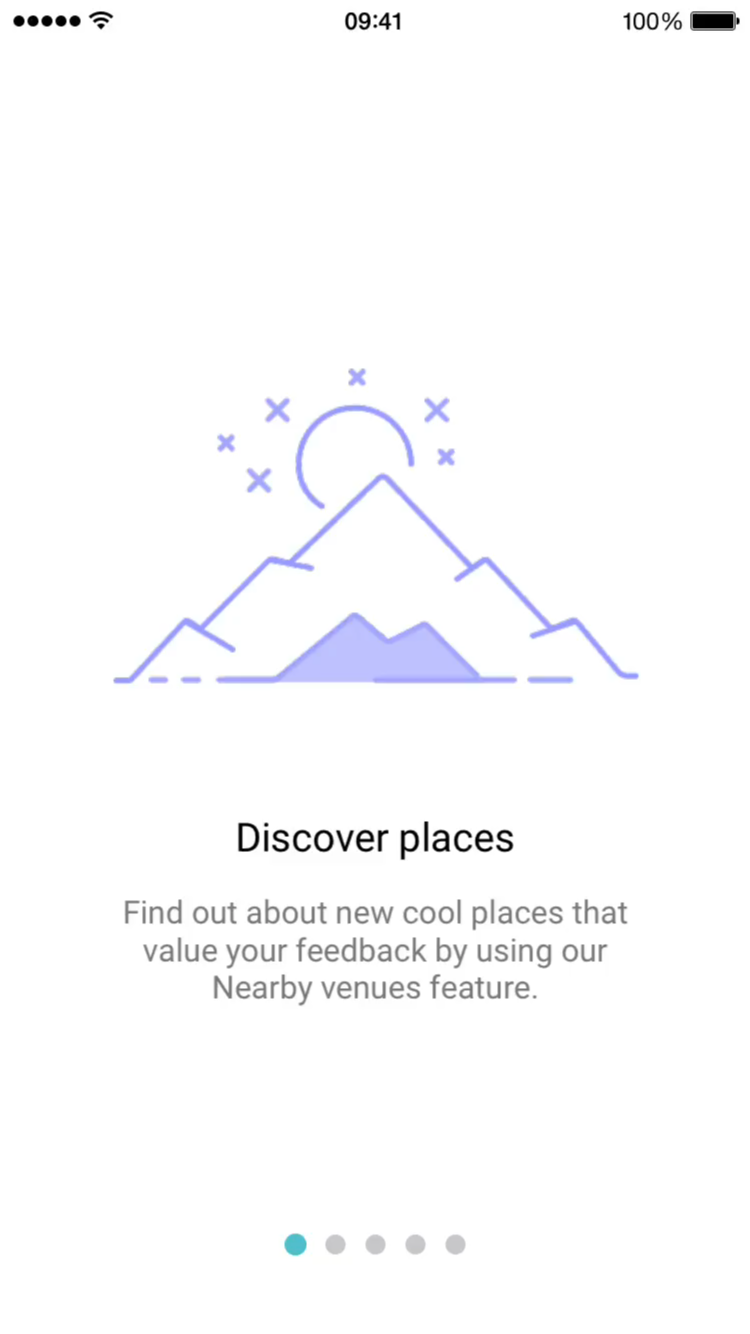 09:41
100%
Discover places
Find out about new cool places that
value your feedback by using our
Nearby venues feature.